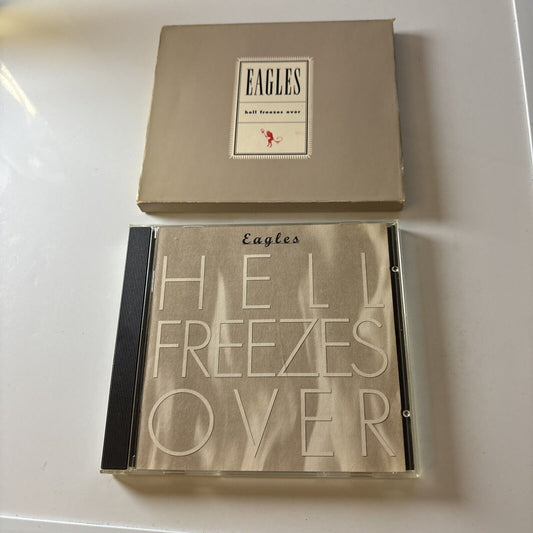 EAGLES
hell freezes over
Eagles
HELL
FREEZES
OVER